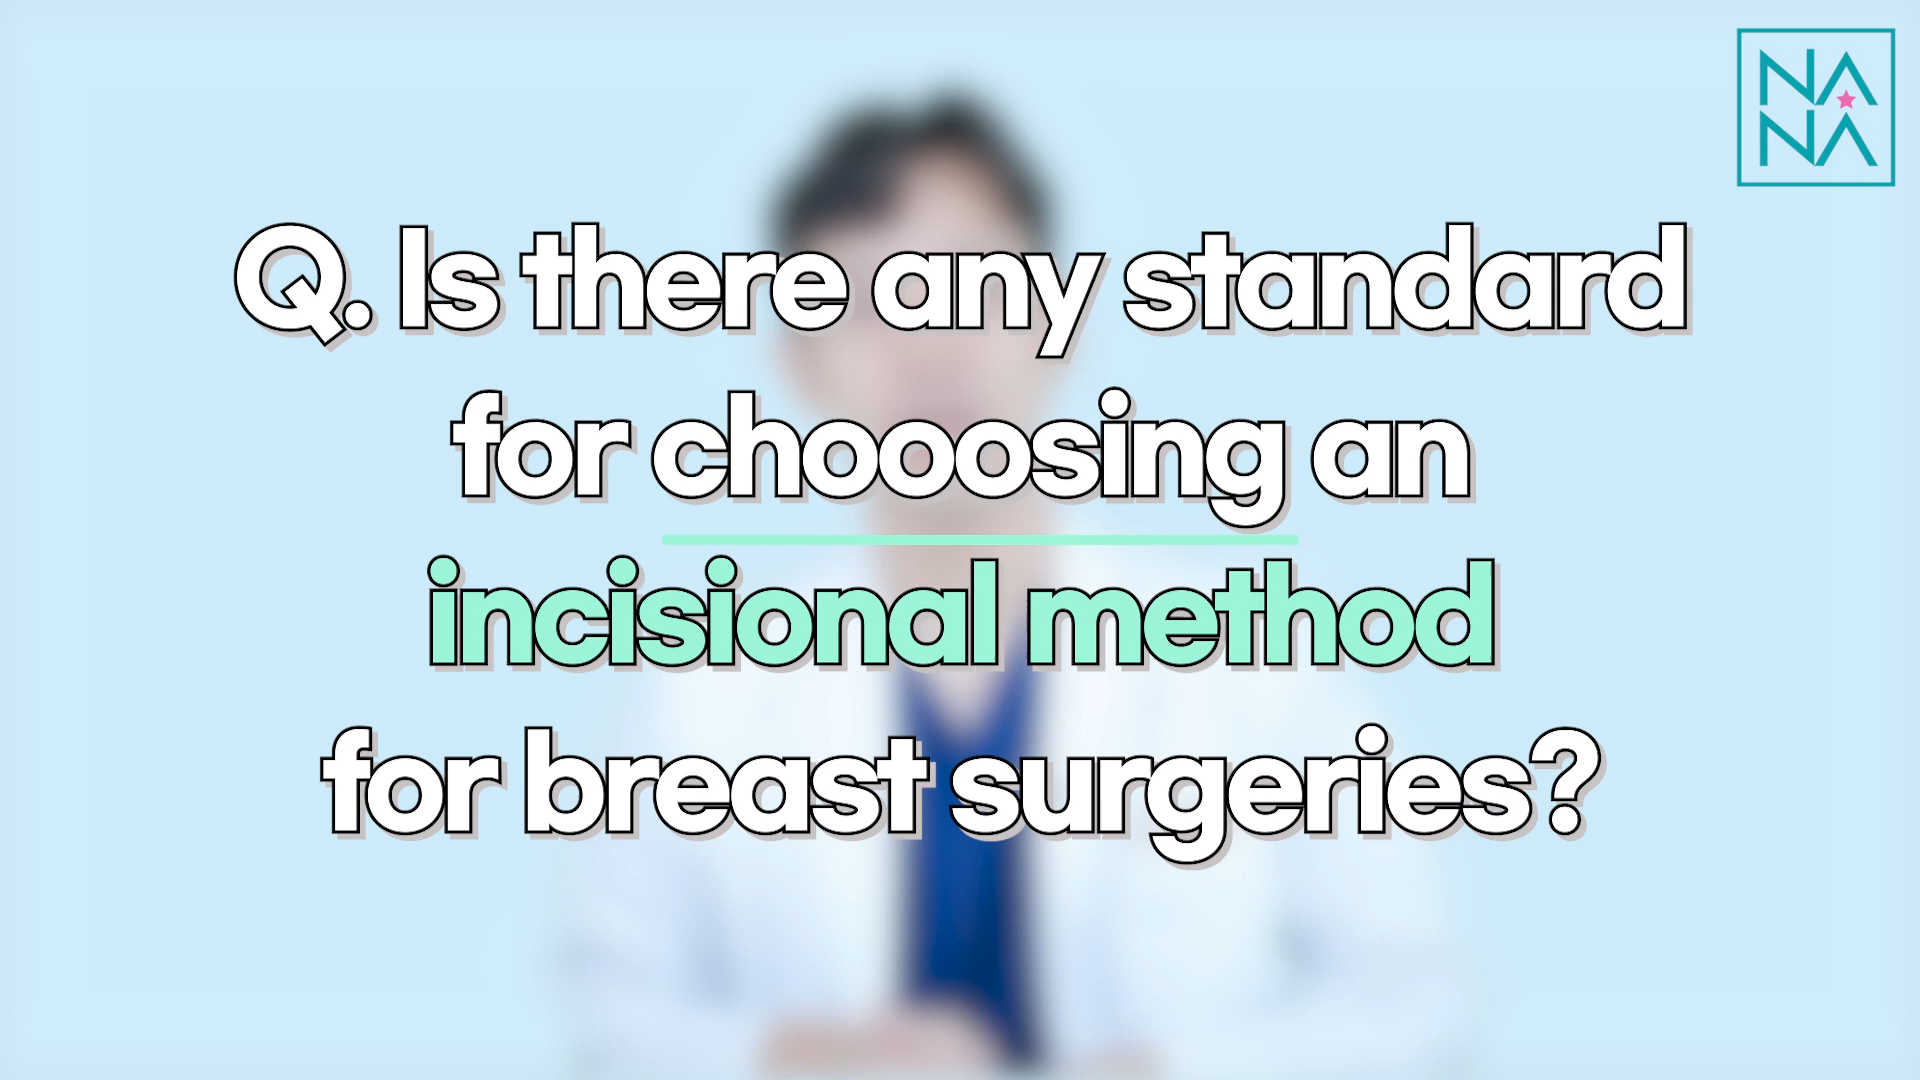 NA
NA
Q. Is there any standard
for chooosing an
incisional method
for breast surgeries?